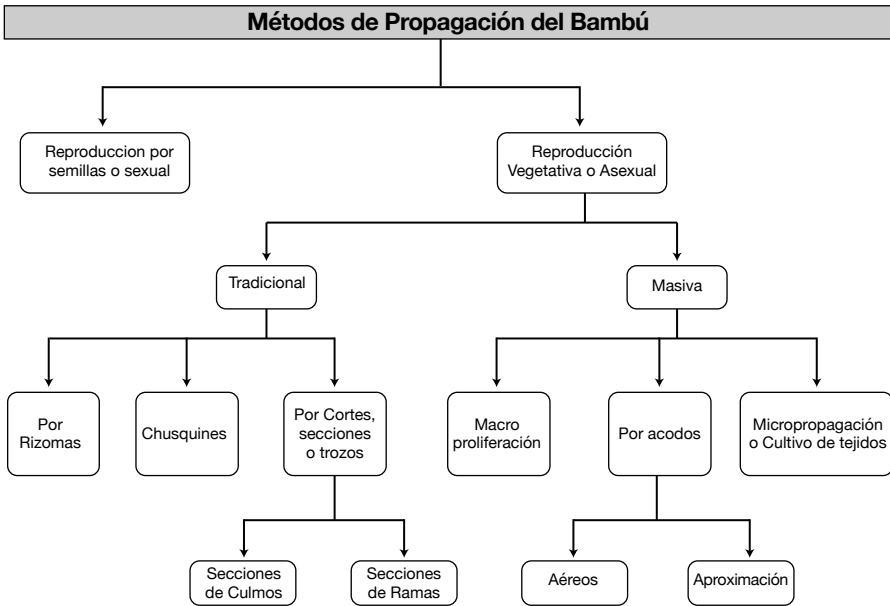 Métodos de Propagación del Bambú
Reproduccion por
semillas o sexual
Reproducción
Vegetativa o Asexual
Tradicional
Masiva
Por
Rizomas
Chusquines
Por Cortes,
secciones
o trozos
Macro
proliferación
Por acodos
Micropropagación
o Cultivo de tejidos
Secciones
de Culmos
Secciones
de Ramas
Aéreos
Aproximación